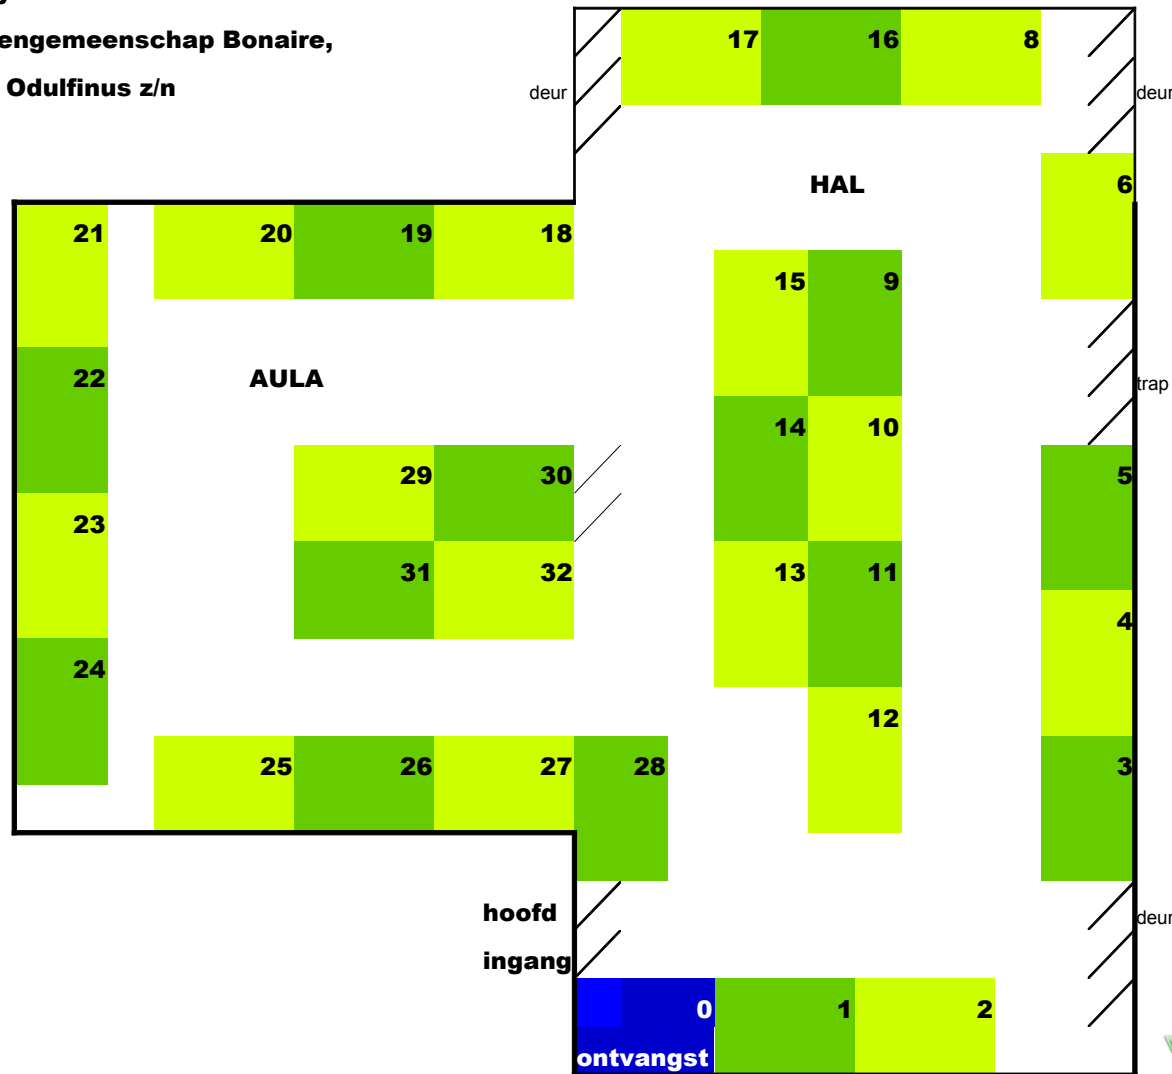 engemeenschap Bonaire,
Odulfinus z/n
17 16 8
deur deur
HAL
6
21 20 19 18
15 9
22 AULA
trap
14 10
29 30 5
23
31 32 13 11
4
24
12
25 26 27 28 3
hoofd
deur
ingang
0 1 2
ontvangst